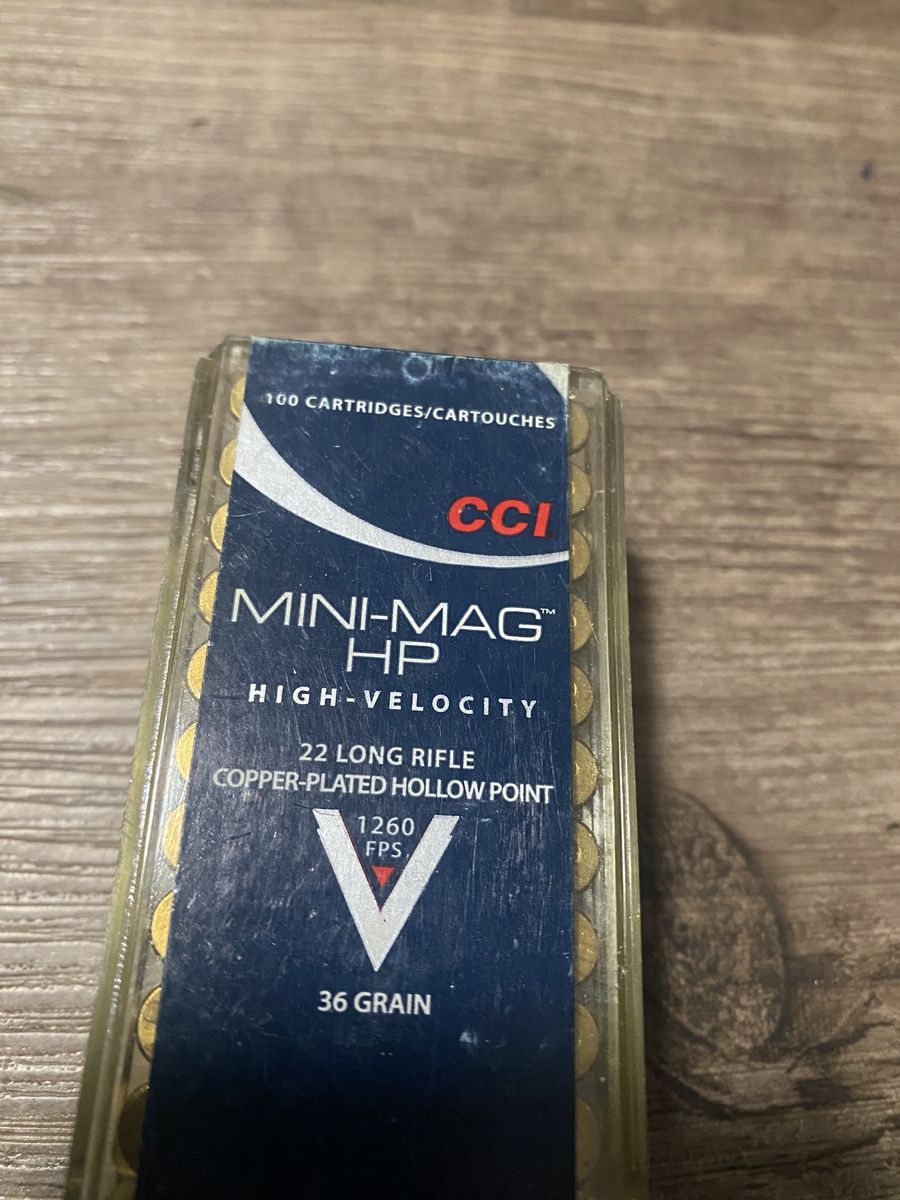 100 CARTRIDGES/CARTOUCHES
CCI
MINI-MAG™
HP
HIGH-VELOCITY
22 LONG RIFLE
COPPER-PLATED HOLLOW POINT
1260
FPS
36 GRAIN